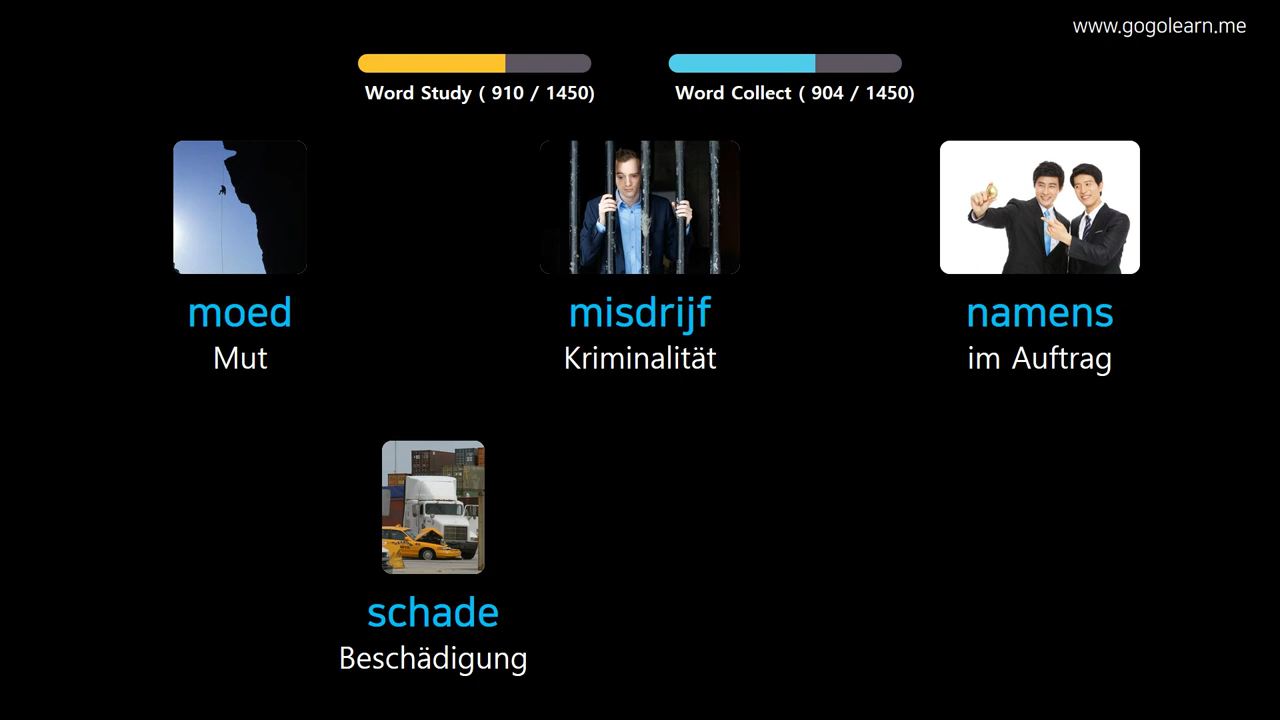 www.gogolearn.me
Word Study ( 910 / 1450)
Word Collect ( 904 / 1450)
moed
Mut
misdrijf
Kriminalität
namens
im Auftrag
schade
Beschädigung